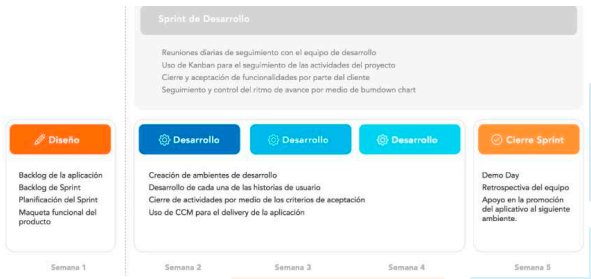 Sprint de Desarrollo
Reuniones diarias de seguimiento con el equipo de desarrollo
Uso de Kanban para el seguimiento de las actividades del proyecto
Cierre y aceptación de funcionalidades por parte del cliente
Seguimiento y control del ritmo de avance por medio de burndown chart
Diseño
Backlog de la aplicación
Backlog de Sprint
Planificación del Sprint
Maqueta funcional del
producto
Desarrollo
Desarrollo
Desarrollo
Creación de ambientes de desarrollo
Desarrollo de cada una de las historias de usuario
Cierre de actividades por medio de los criterios de aceptación
Uso de CCM para el delivery de la aplicación
Cierre Sprint
Demo Day
Retrospectiva del equipo
Apoyo en la promoción
del aplicativo al siguiente
ambiente.
Semana 1
Semana 2
Semana 3
Semana 4
Semana 5